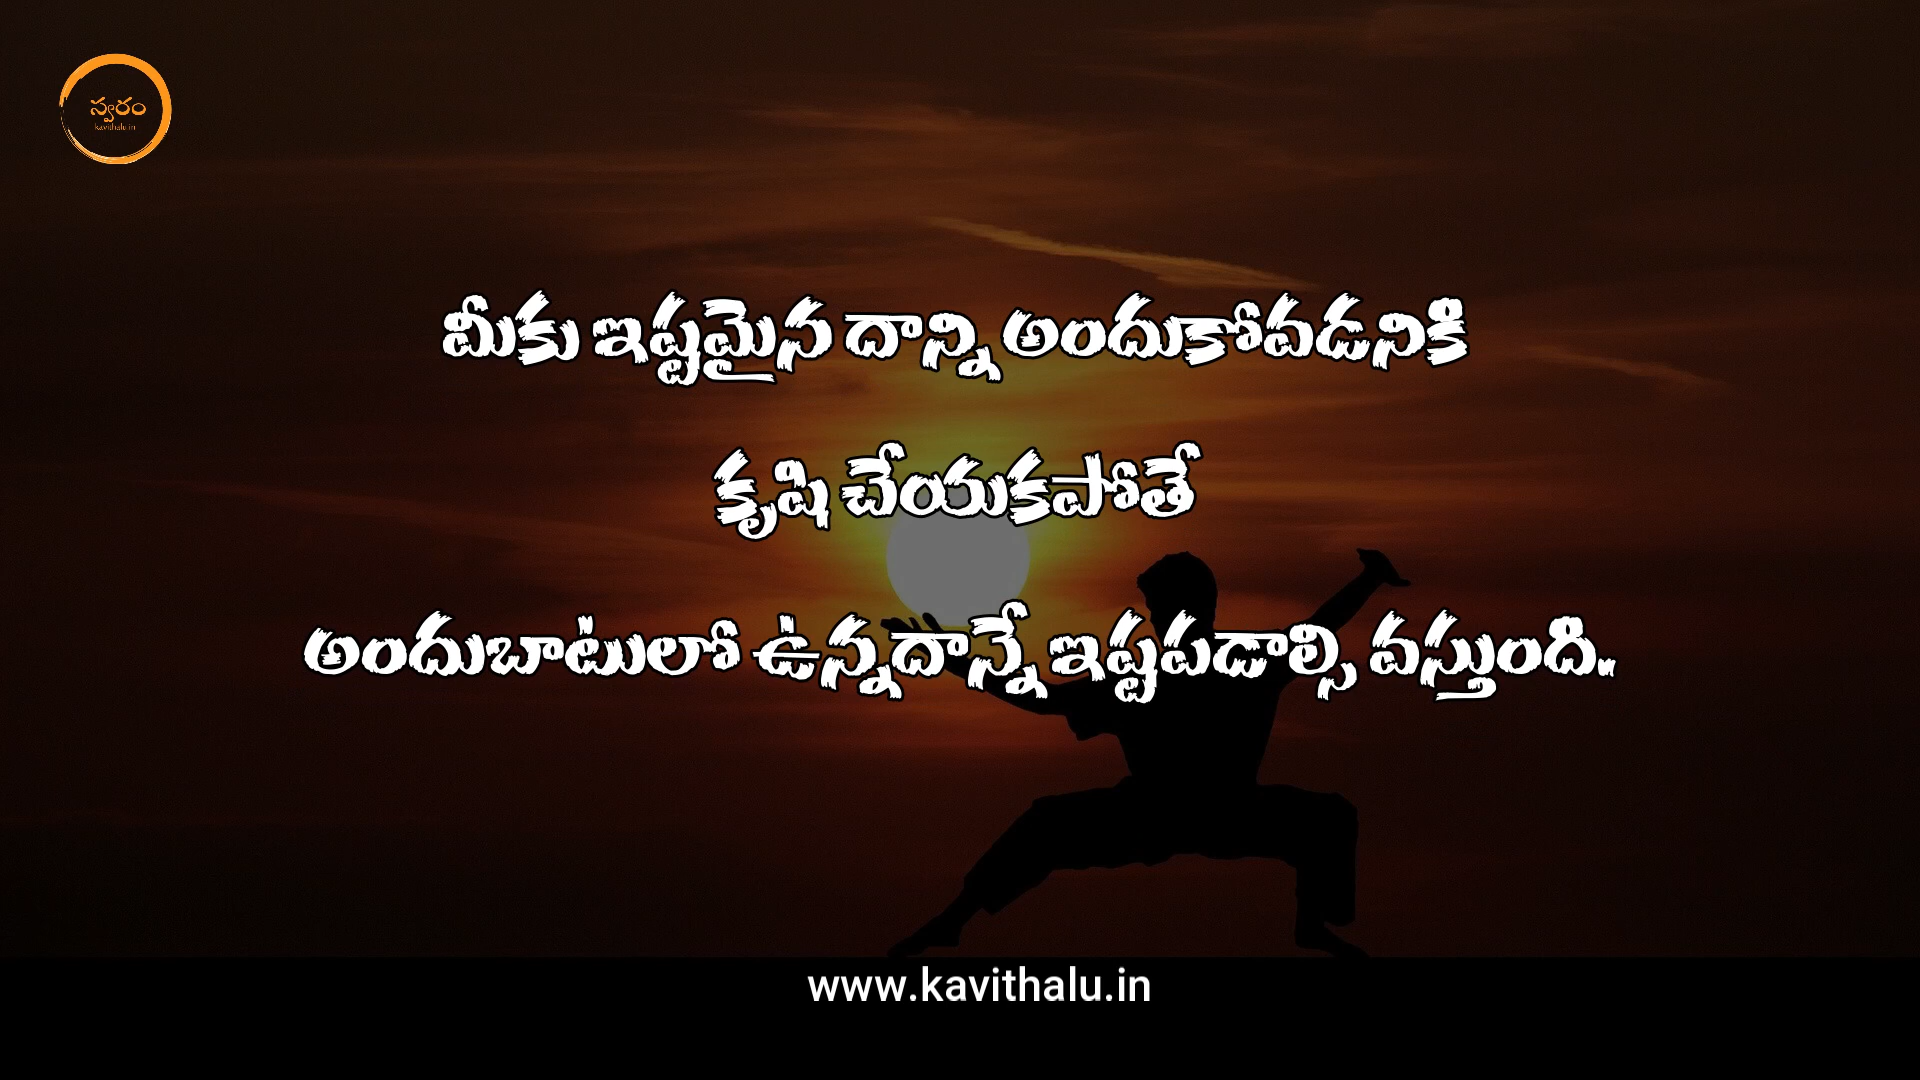 స్వరం
kavithalu.in
మీకు ఇష్టమైన దాన్ని అందుకోవడనికి
కృషి చేయకపోతే
అందుబాటులో ఉన్నదాన్నే ఇష్టపడాల్సి వస్తుంది.
www.kavithalu.in